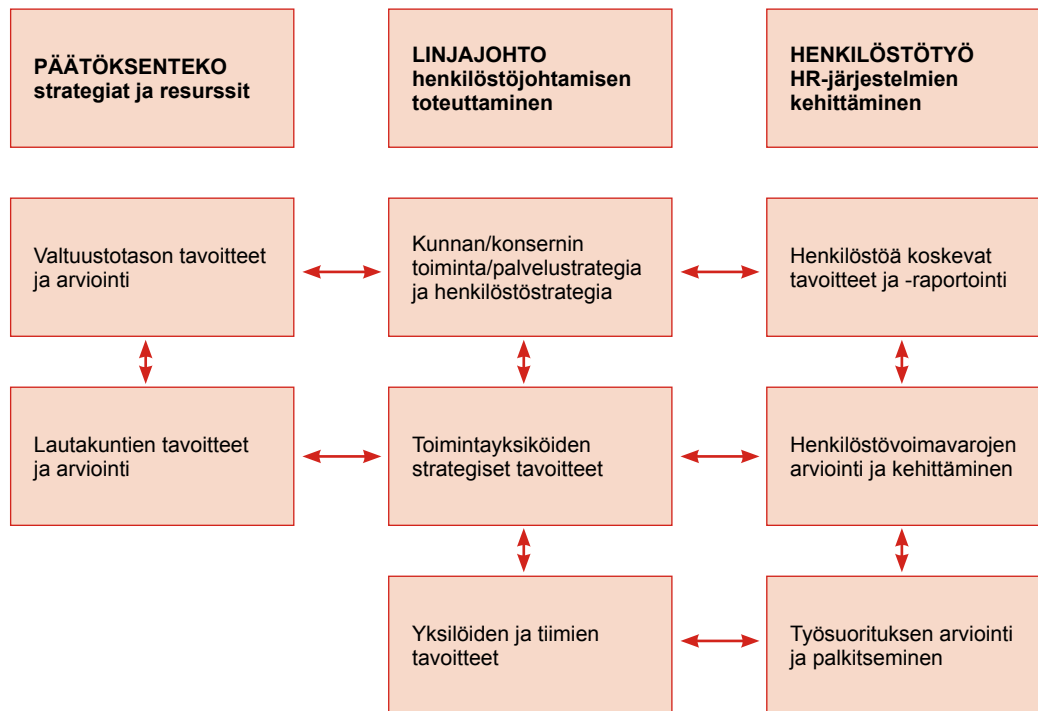 PÄÄTÖKSENTEKO
strategiat ja resurssit
LINJAJOHTO
henkilöstöjohtamisen
toteuttaminen
HENKILÖSTÖTYÖ
HR-järjestelmien
kehittäminen
Valtuustotason tavoitteet
ja arviointi
Kunnan/konsernin
toiminta/palvelustrategia
ja henkilöstöstrategia
Henkilöstöä koskevat
tavoitteet ja -raportointi
Lautakuntien tavoitteet
ja arviointi
Toimintayksiköiden
strategiset tavoitteet
Henkilöstövoimavarojen
arviointi ja kehittäminen
Yksilöiden ja tiimien
tavoitteet
Työsuorituksen arviointi
ja palkitseminen